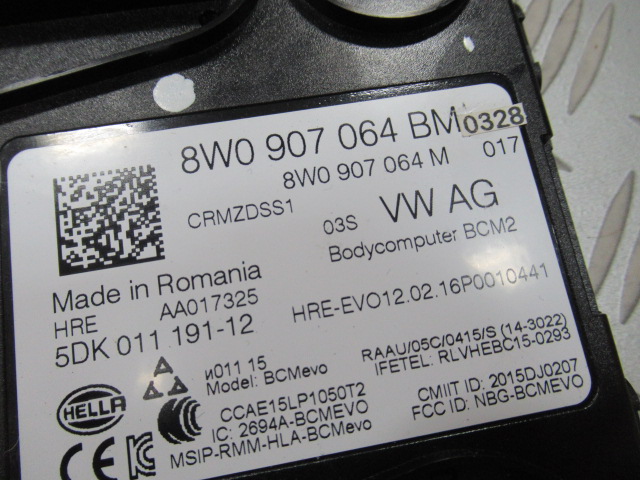 8W0 907 064 BM 0328
8W0 907 064 M 017
CRMZDSS1
03S VW AG
Bodycomputer BCM2
Made in Romania
HRE AA017325
HRE-EVO12.02.16P0010441
5DK 011 191-12
и011 15
Model: BCMevo
RAAU/05C/0415/S (14-3022)
IFETEL: RLVHEBC15-0293
HELLA
CCAE15LP1050T2
IC: 2694A-BCMEVO
MSIP-RMM-HLA-BCMevo
CMIIT ID: 2015DJ0207
FCC ID: NBG-BCMEVO
CE